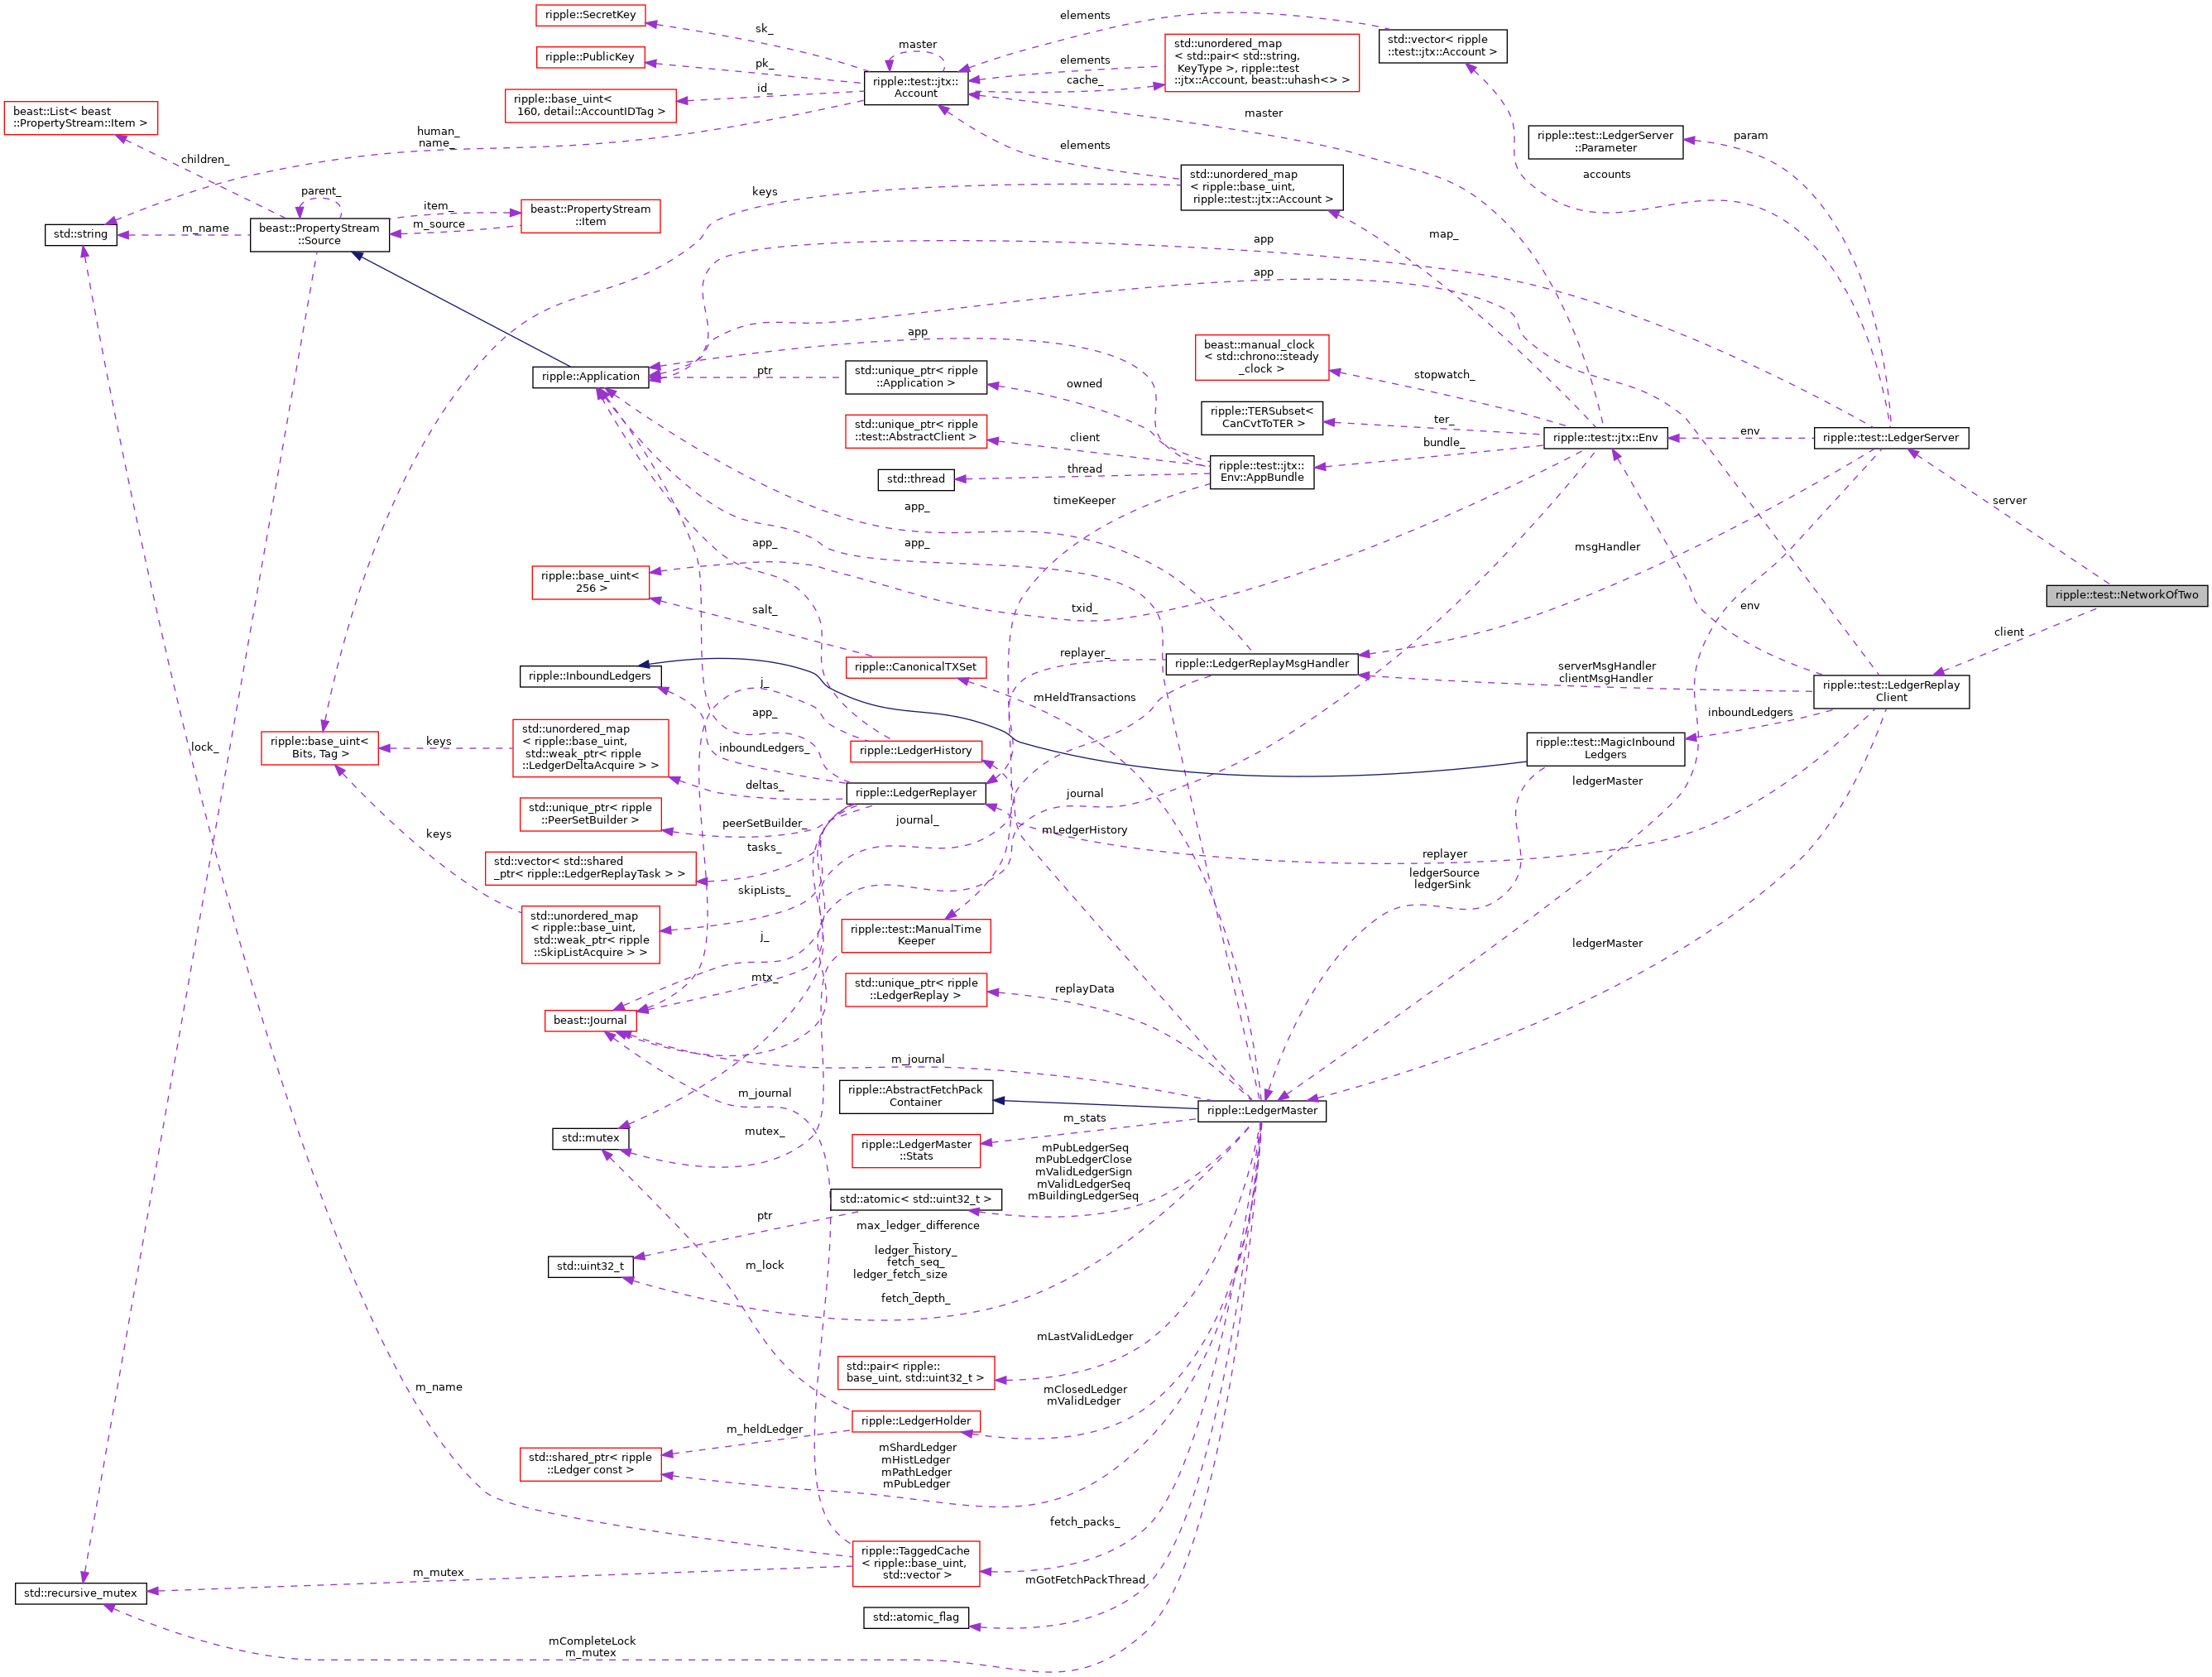 ripple::SecretKey
sk_
ripple::PublicKey
pk_
ripple::base_uint<
160, detail::AccountIDTag >
id_
human_
name_
master
ripple::test::jtx::
Account
elements
elements
cache_
std::unordered_map
< std::pair< std::string,
KeyType >, ripple::test
::jtx::Account, beast::uhash<> >
std::vector< ripple
::test::jtx::Account >
master
elements
ripple::test::LedgerServer
::Parameter
param
accounts
beast::List< beast
::PropertyStream::Item >
children_
parent_
std::string
m_name
beast::PropertyStream
::Source
item_
m_source
beast::PropertyStream
::Item
keys
std::unordered_map
< ripple::base_uint,
ripple::test::jtx::Account >
map_
app
app
app
ripple::Application
ptr
std::unique_ptr< ripple
::Application >
owned
beast::manual_clock
< std::chrono::steady
_clock >
stopwatch_
ripple::TERSubset<
CanCvtToTER >
ter_
std::unique_ptr< ripple
::test::AbstractClient >
client
bundle_
ripple::test::jtx::Env
env
ripple::test::LedgerServer
std::thread
thread
ripple::test::jtx::
Env::AppBundle
timeKeeper
server
app_
app_
app_
msgHandler
ripple::base_uint<
256 >
salt_
txid_
env
ripple::test::NetworkOfTwo
client
ripple::InboundLedgers
ripple::CanonicalTXSet
replayer_
ripple::LedgerReplayMsgHandler
serverMsgHandler
clientMsgHandler
ripple::test::LedgerReplay
Client
j_
mHeldTransactions
app_
inboundLedgers
lock_
ripple::base_uint<
Bits, Tag >
keys
std::unordered_map
< ripple::base_uint,
std::weak_ptr< ripple
::LedgerDeltaAcquire > >
inboundLedgers_
ripple::LedgerHistory
ripple::test::MagicInbound
Ledgers
deltas_
ripple::LedgerReplayer
journal
ledgerMaster
std::unique_ptr< ripple
::PeerSetBuilder >
peerSetBuilder_
journal_
mLedgerHistory
keys
tasks_
std::vector< std::shared
_ptr< ripple::LedgerReplayTask > >
replayer
ledgerSource
ledgerSink
skipLists_
std::unordered_map
< ripple::base_uint,
std::weak_ptr< ripple
::SkipListAcquire > >
j_
ripple::test::ManualTime
Keeper
ledgerMaster
mtx_
std::unique_ptr< ripple
::LedgerReplay >
replayData
beast::Journal
m_journal
m_journal
ripple::AbstractFetchPack
Container
ripple::LedgerMaster
m_stats
std::mutex
mutex_
ripple::LedgerMaster
::Stats
mPubLedgerSeq
mPubLedgerClose
mValidLedgerSign
mValidLedgerSeq
mBuildingLedgerSeq
std::atomic< std::uint32_t >
ptr
max_ledger_difference
_
ledger_history_
fetch_seq_
ledger_fetch_size
_
fetch_depth_
std::uint32_t
m_lock
mLastValidLedger
std::pair< ripple::
base_uint, std::uint32_t >
m_name
mClosedLedger
mValidLedger
ripple::LedgerHolder
m_heldLedger
std::shared_ptr< ripple
::Ledger const >
mShardLedger
mHistLedger
mPathLedger
mPubLedger
fetch_packs_
ripple::TaggedCache
< ripple::base_uint,
std::vector >
m_mutex
std::recursive_mutex
mGotFetchPackThread
std::atomic_flag
mCompleteLock
m_mutex